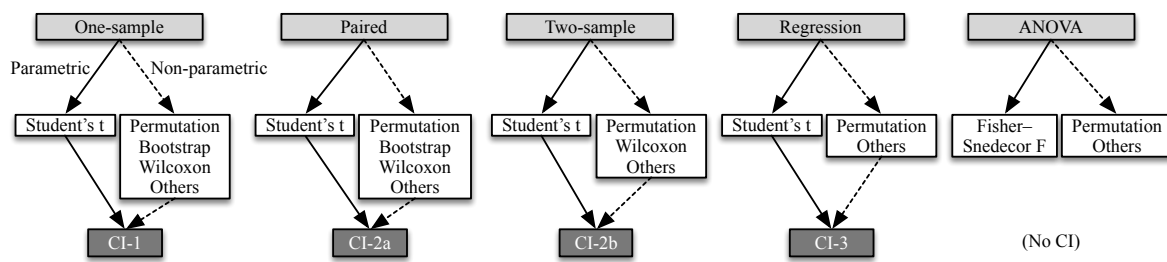 One-sample
Paired
Two-sample
Regression
ANOVA
Parametric
Non-parametric
Student's t
Permutation
Bootstrap
Wilcoxon
Others
Student's t
Permutation
Bootstrap
Wilcoxon
Others
Student's t
Permutation
Wilcoxon
Others
Student's t
Permutation
Others
Fisher–
Snedecor F
Permutation
Others
CI-1
CI-2a
CI-2b
CI-3
(No CI)